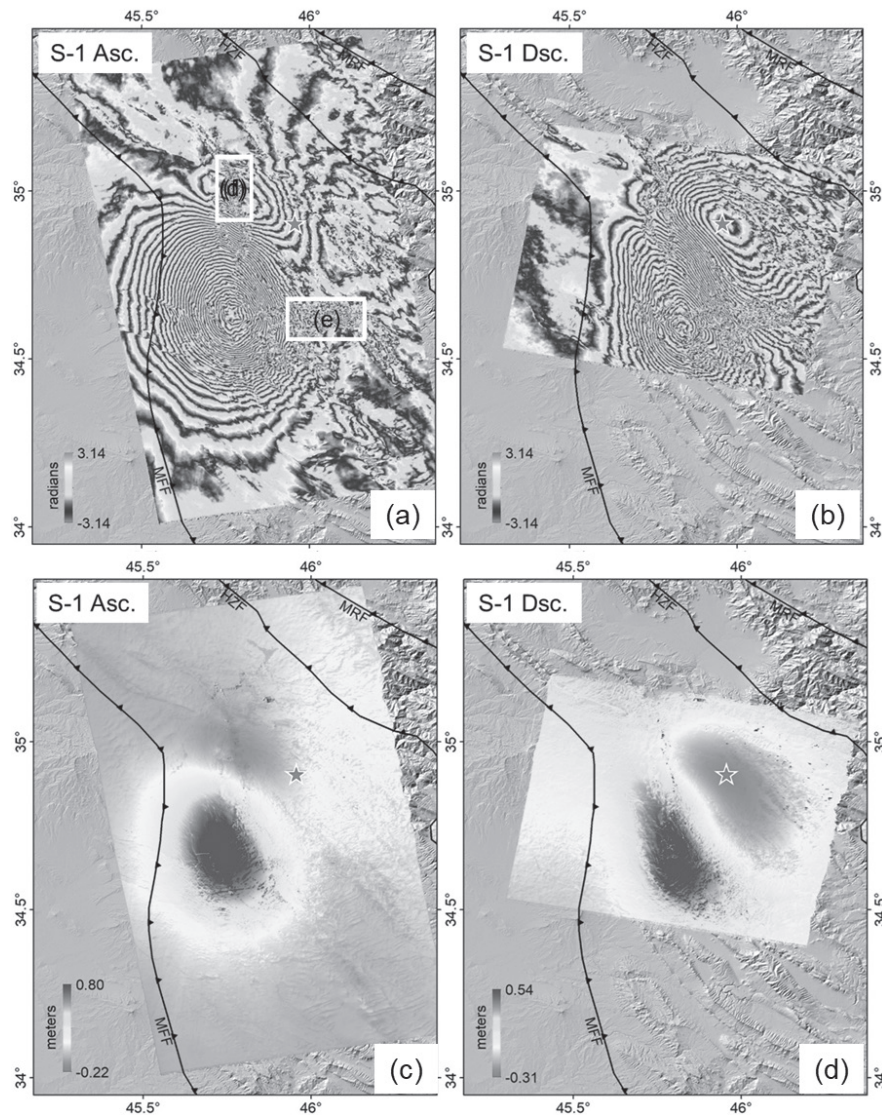 45.5° 46° 45.5° 46°
S-1 Asc. HZF MRF S-1 Dsc. HZF MRF
35° 35°
(d)
(e)
34.5° 34.5°
3.14 3.14
radians radians
-3.14 MFF -3.14 MFF
34° (a) 34° (b)
45.5° 46° 45.5° 46°
S-1 Asc. HZF MRF S-1 Dsc. HZF MRF
35° 35°
34.5° 34.5°
0.80 0.54
meters meters
-0.22 MFF -0.31 MFF
34° (c) 34° (d)
45.5° 46° 45.5° 46°